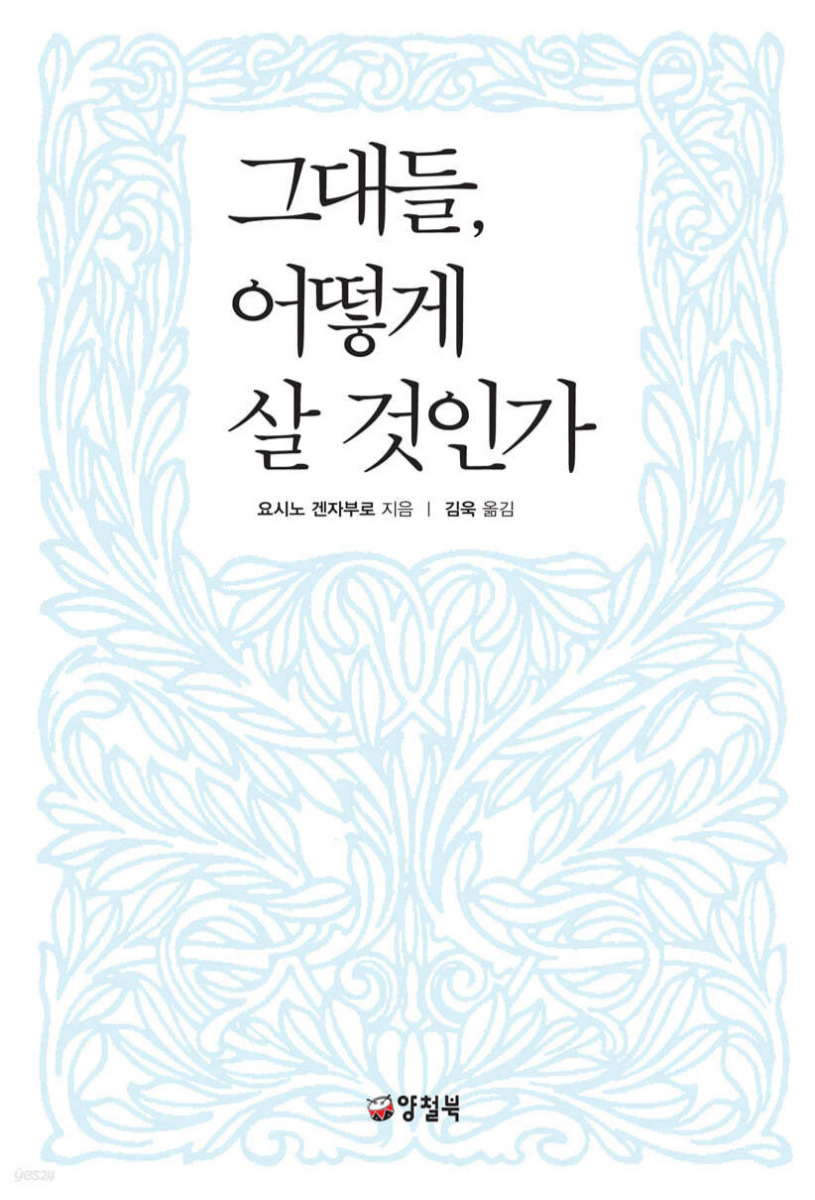 그대들,
어떻게
살 것인가
요시노 겐자부로 지음 | 김욱 옮김
양철북
yes24